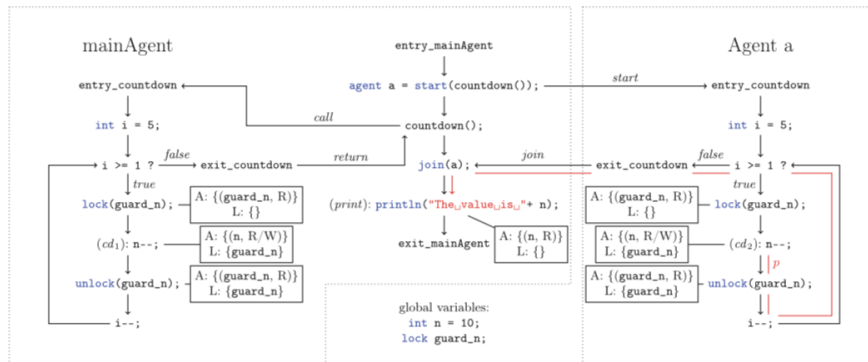 mainAgent
entry_countdown
int i = 5;
i >= 1 ?
false
exit_countdown
true
lock(guard_n);
A: {(guard_n, R)}
L: {}
(cd₁): n--;
A: {(n, R/W)}
L: {guard_n}
unlock(guard_n);
A: {(guard_n, R)}
L: {guard_n}
i--;
call
return
entry_mainAgent
agent a = start(countdown());
countdown();
join(a);
(print): println("The␣value␣is␣"+ n);
exit_mainAgent
A: {(n, R)}
L: {}
global variables:
int n = 10;
lock guard_n;
start
join
Agent a
entry_countdown
int i = 5;
exit_countdown
false
i >= 1 ?
true
A: {(guard_n, R)}
L: {}
lock(guard_n);
A: {(n, R/W)}
L: {guard_n}
(cd₂): n--;
p
A: {(guard_n, R)}
L: {guard_n}
unlock(guard_n);
i--;